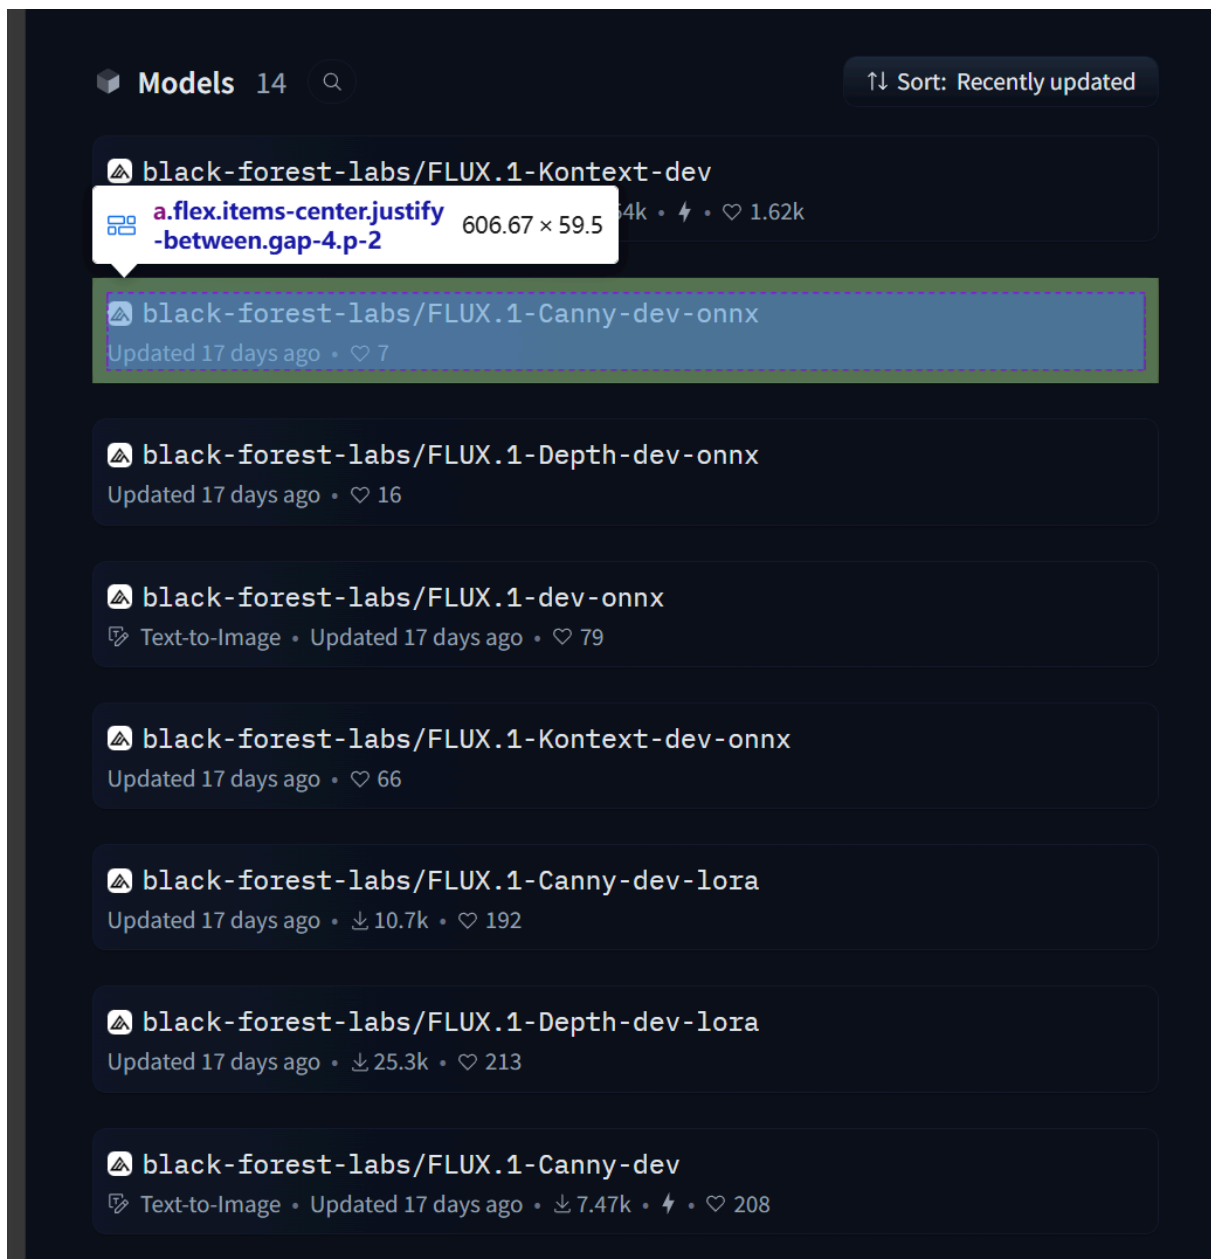 Models 14
↑↓ Sort: Recently updated
black-forest-labs/FLUX.1-Kontext-dev
• 1.62k
a.flex.items-center.justify
-between.gap-4.p-2
606.67 × 59.5
black-forest-labs/FLUX.1-Canny-dev-onnx
Updated 17 days ago • 7
black-forest-labs/FLUX.1-Depth-dev-onnx
Updated 17 days ago • 16
black-forest-labs/FLUX.1-dev-onnx
Text-to-Image • Updated 17 days ago • 79
black-forest-labs/FLUX.1-Kontext-dev-onnx
Updated 17 days ago • 66
black-forest-labs/FLUX.1-Canny-dev-lora
Updated 17 days ago • 10.7k • 192
black-forest-labs/FLUX.1-Depth-dev-lora
Updated 17 days ago • 25.3k • 213
black-forest-labs/FLUX.1-Canny-dev
Text-to-Image • Updated 17 days ago • 7.47k • 208